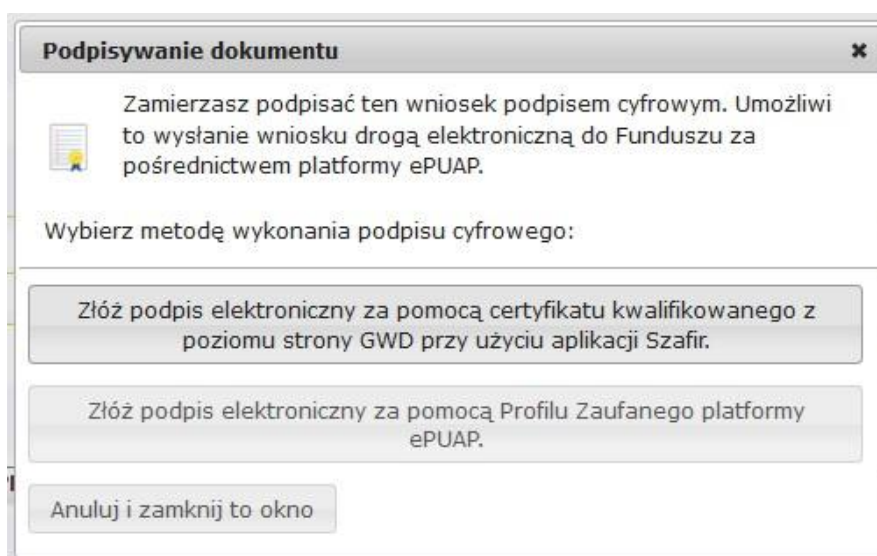 Podpisywanie dokumentu
Zamierzasz podpisać ten wniosek podpisem cyfrowym. Umożliwi
to wysłanie wniosku drogą elektroniczną do Funduszu za
pośrednictwem platformy ePUAP.
Wybierz metodę wykonania podpisu cyfrowego:
Złóż podpis elektroniczny za pomocą certyfikatu kwalifikowanego z
poziomu strony GWD przy użyciu aplikacji Szafir.
Złóż podpis elektroniczny za pomocą Profilu Zaufanego platformy
ePUAP.
Anuluj i zamknij to okno